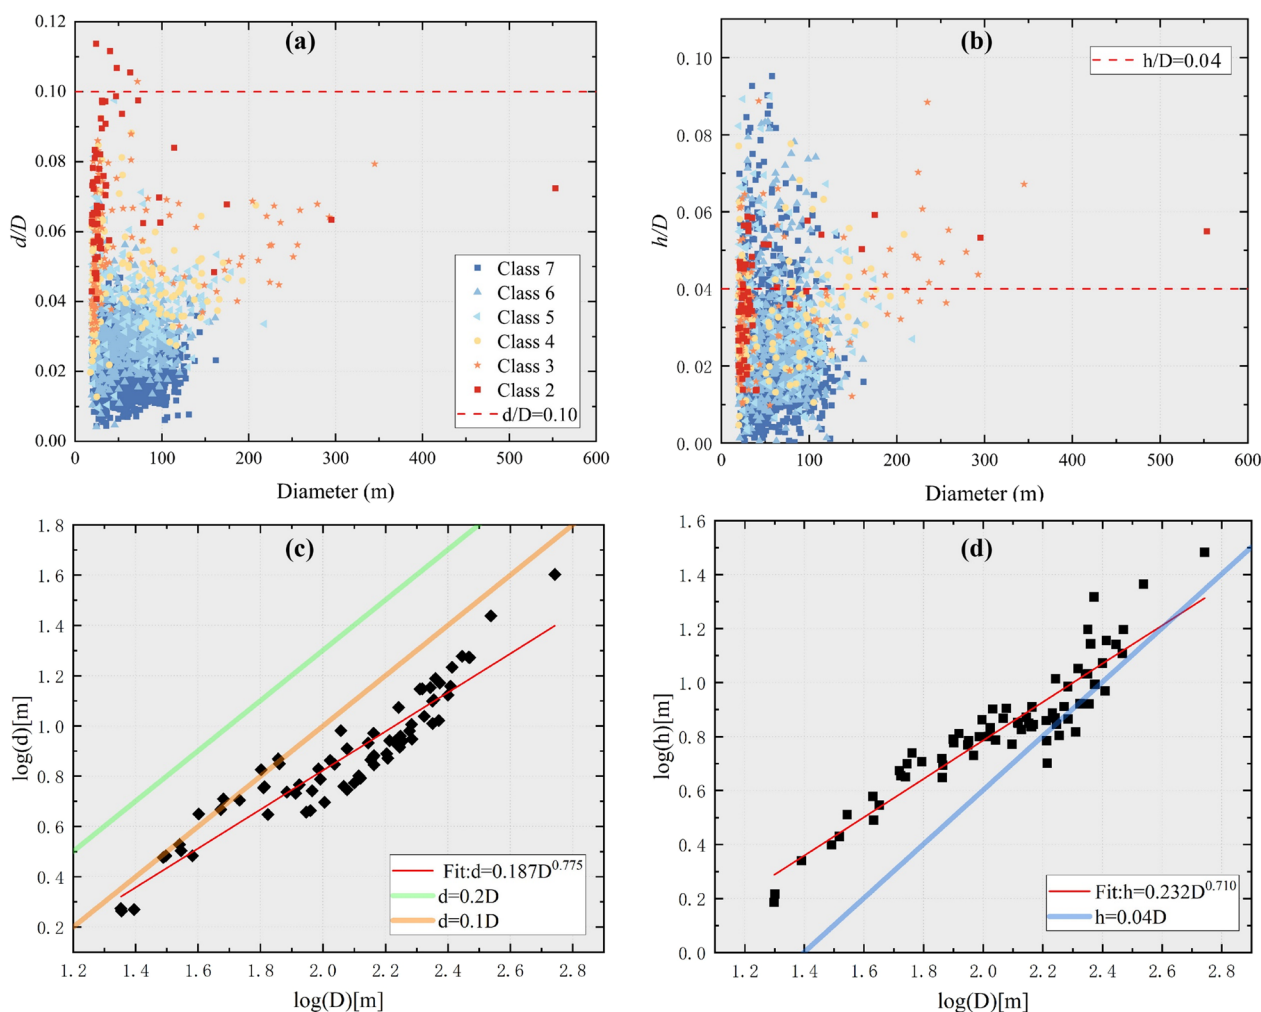 (a)
0.12
0.10
0.08
0.06
0.04
0.02
0.00
d/D
Class 7
Class 6
Class 5
Class 4
Class 3
Class 2
d/D=0.10
0 100 200 300 400 500 600
Diameter (m)
(b)
h/D=0.04
0.10
0.08
0.06
0.04
0.02
0.00
h/D
0 100 200 300 400 500 600
Diameter (m)
(c)
1.8
1.6
1.4
1.2
1.0
0.8
0.6
0.4
0.2
log(d)[m]
Fit:d=0.187D^0.775
d=0.2D
d=0.1D
1.2 1.4 1.6 1.8 2.0 2.2 2.4 2.6 2.8
log(D)[m]
(d)
1.6
1.4
1.2
1.0
0.8
0.6
0.4
0.2
0.0
log(h)[m]
Fit:h=0.232D^0.710
h=0.04D
1.2 1.4 1.6 1.8 2.0 2.2 2.4 2.6 2.8
log(D)[m]